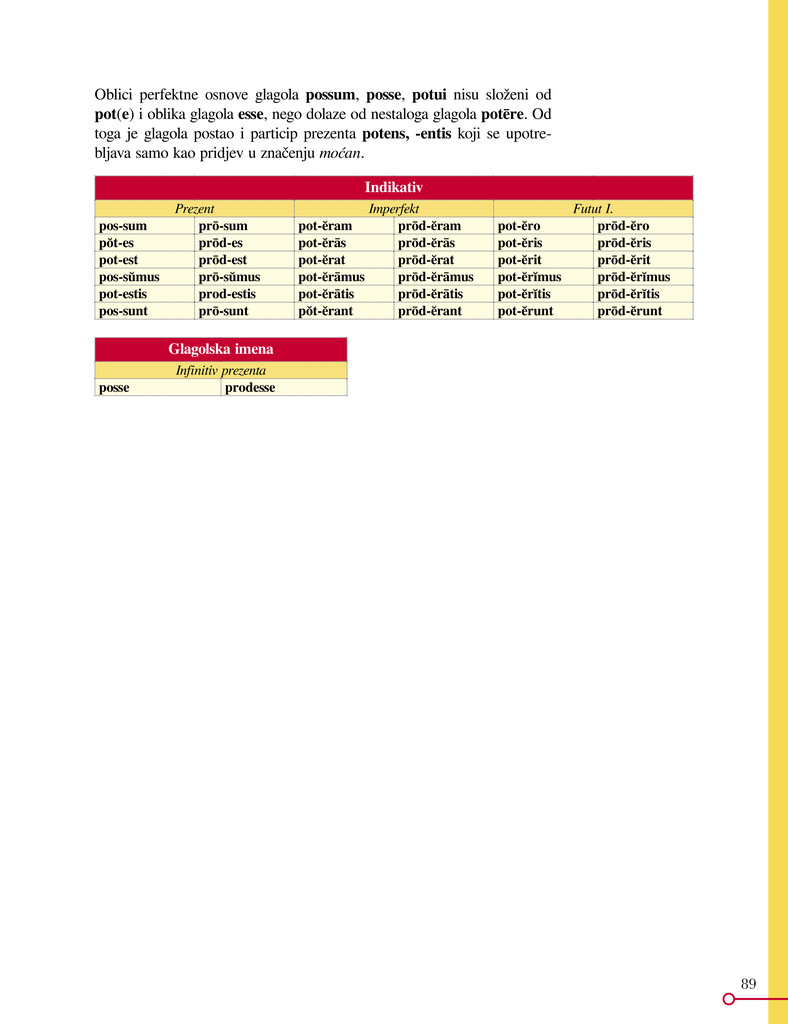 Oblici perfektne osnove glagola possum, posse, potui nisu složeni od
pot(e) i oblika glagola esse, nego dolaze od nestaloga glagola potēre. Od
toga je glagola postao i particip prezenta potens, -entis koji se upotre-
bljava samo kao pridjev u značenju moćan.
Indikativ
Prezent Imperfekt Futut I.
pos-sum prō-sum pot-ĕram prōd-ĕram pot-ĕro prōd-ĕro
pŏt-es prōd-es pot-ĕrās prōd-ĕrās pot-ĕris prōd-ĕris
pot-est prōd-est pot-ĕrat prōd-ĕrat pot-ĕrit prōd-ĕrit
pos-sŭmus prō-sŭmus pot-ĕrāmus prōd-ĕrāmus pot-ĕrĭmus prōd-ĕrĭmus
pot-estis prod-estis pot-ĕrātis prōd-ĕrātis pot-ĕrĭtis prōd-ĕrĭtis
pos-sunt prō-sunt pŏt-ĕrant prōd-ĕrant pot-ĕrunt prōd-ĕrunt
Glagolska imena
Infinitiv prezenta
posse prodesse
89